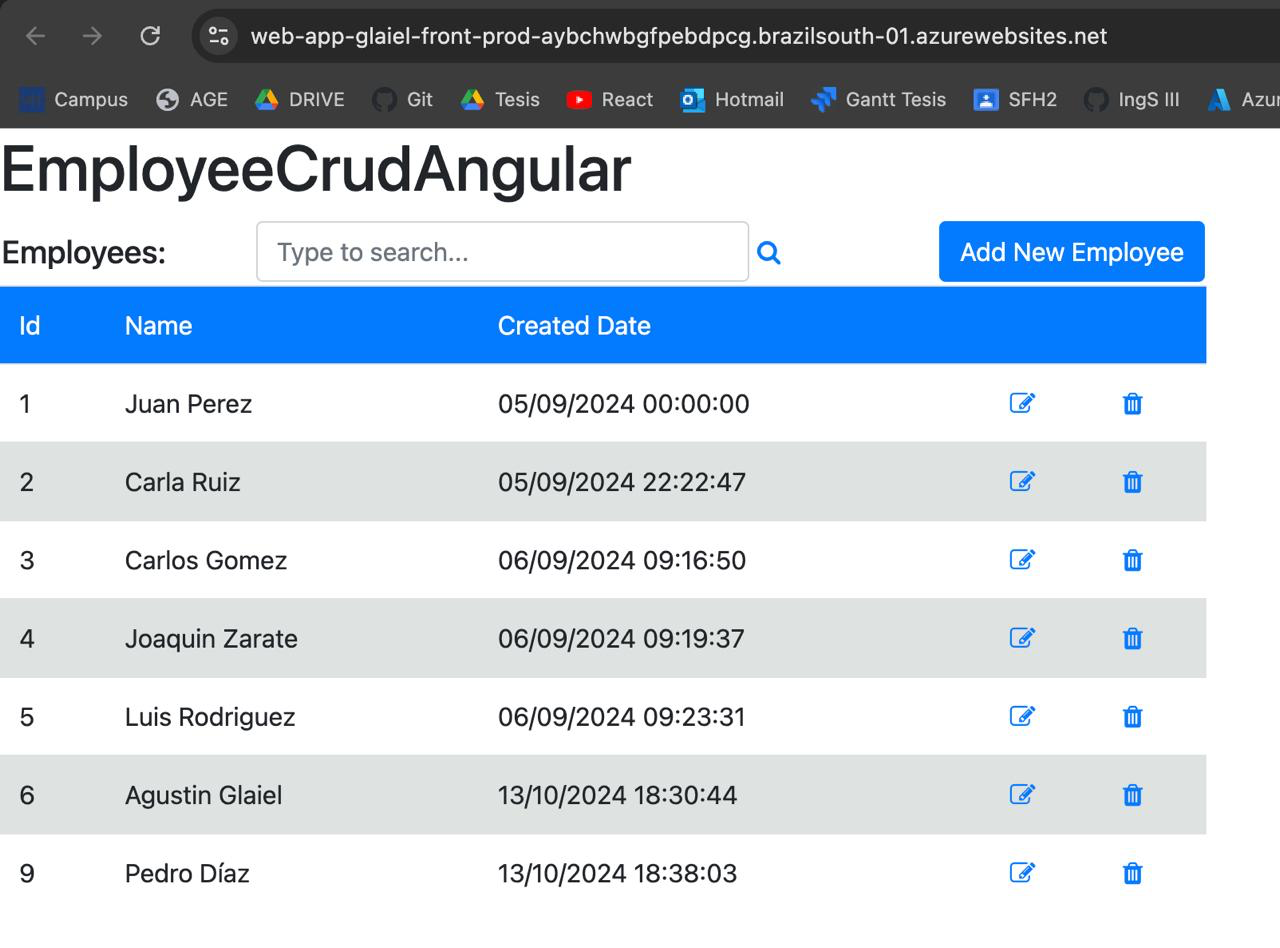 web-app-glaiel-front-prod-aybchwbgfpebdpcg.brazilsouth-01.azurewebsites.net
Campus AGE DRIVE Git Tesis React Hotmail Gantt Tesis SFH2 IngS III
EmployeeCrudAngular
Employees: Type to search... Add New Employee
Id Name Created Date
1 Juan Perez 05/09/2024 00:00:00
2 Carla Ruiz 05/09/2024 22:22:47
3 Carlos Gomez 06/09/2024 09:16:50
4 Joaquin Zarate 06/09/2024 09:19:37
5 Luis Rodriguez 06/09/2024 09:23:31
6 Agustin Glaiel 13/10/2024 18:30:44
9 Pedro Díaz 13/10/2024 18:38:03